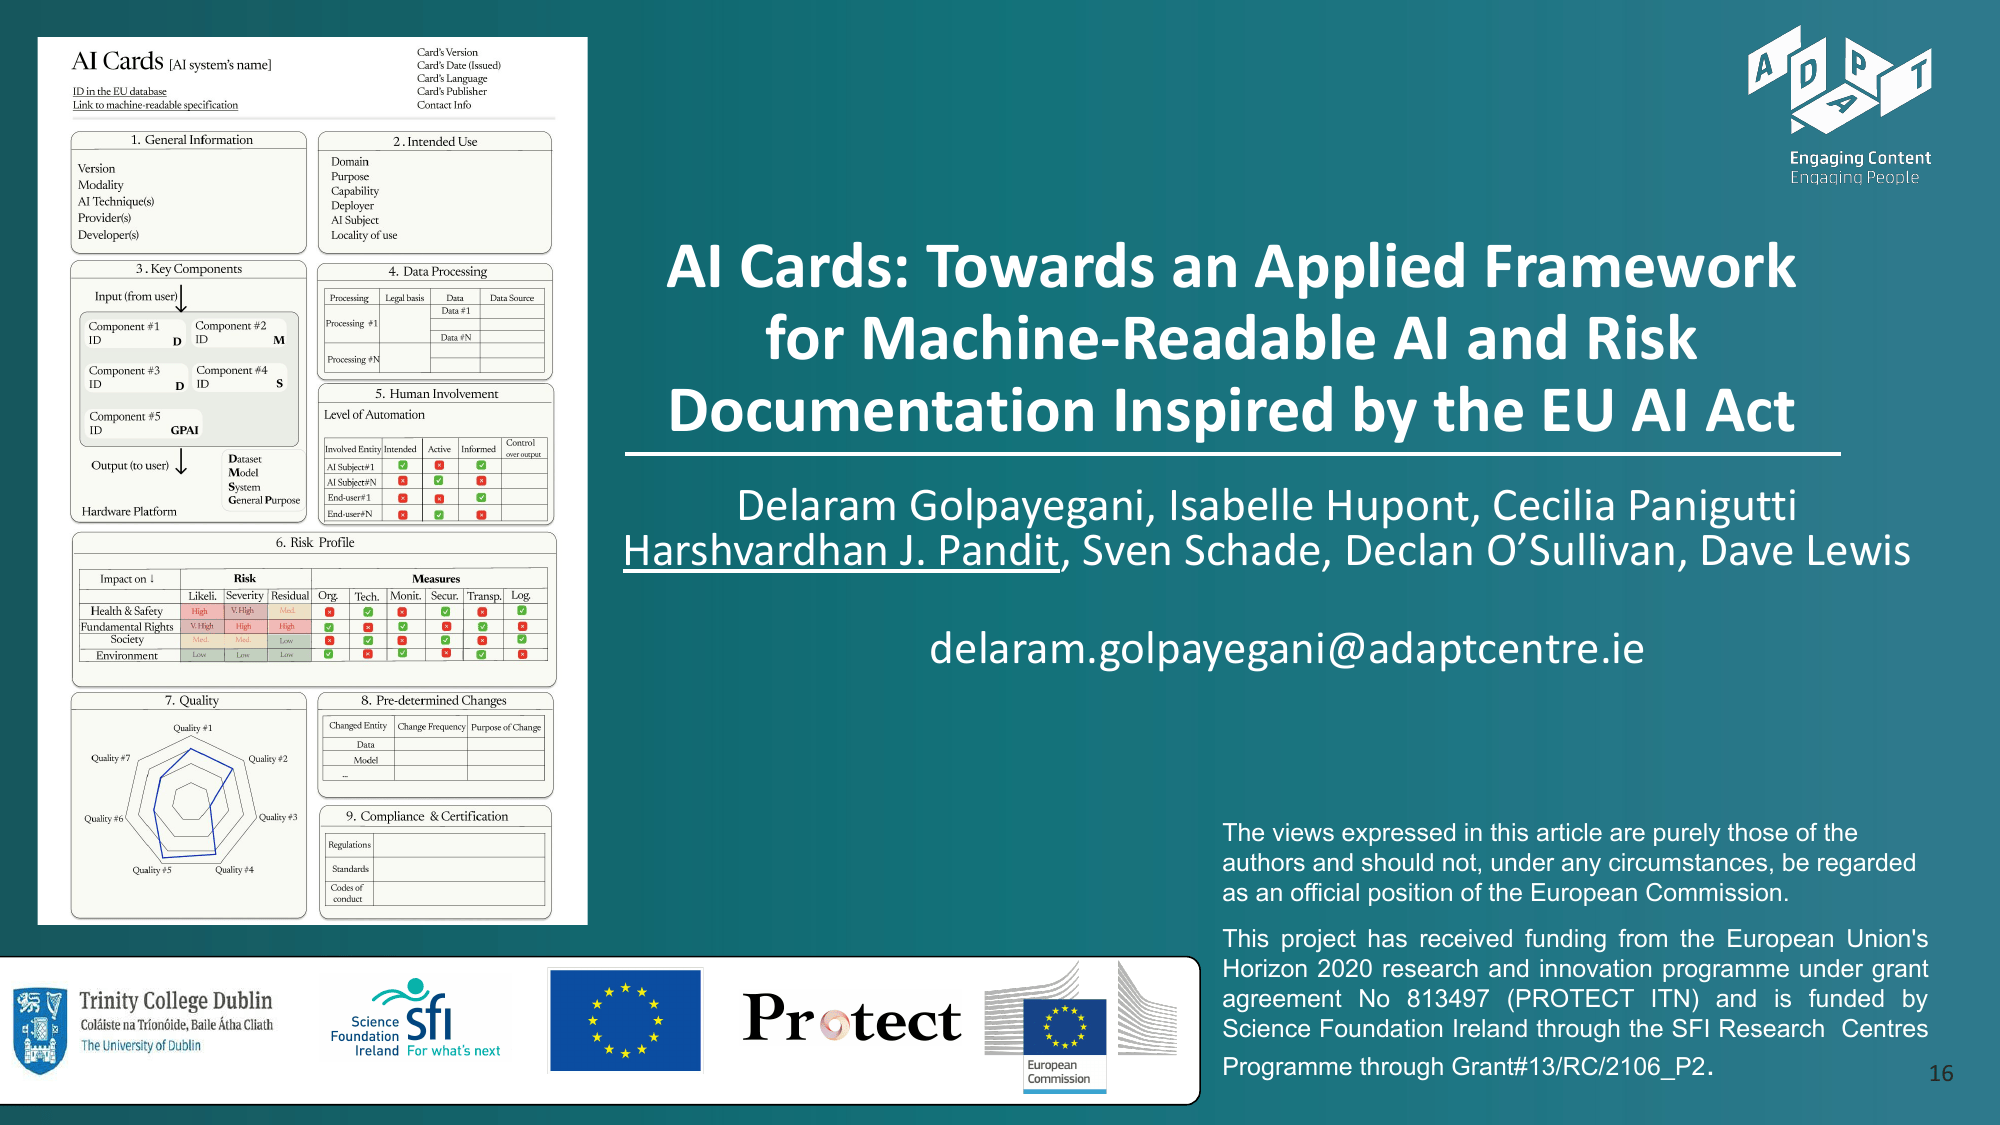 AI Cards [AI system's name]
ID in the EU database
Link to machine-readable specification
Card's Version
Card's Date (Issued)
Card's Language
Card's Publisher
Contact Info
1. General Information
Version
Modality
AI Technique(s)
Provider(s)
Developer(s)
2. Intended Use
Domain
Purpose
Capability
Deployer
AI Subject
Locality of use
3. Key Components
Input (from user)
Component #1
ID D
Component #2
ID M
Component #3
ID D
Component #4
ID S
Component #5
ID GPAI
Output (to user)
Dataset
Model
System
General Purpose
Hardware Platform
4. Data Processing
Processing Legal basis Data Data Source
Data #1
Processing #1
Data #N
Processing #N
5. Human Involvement
Level of Automation
Involved Entity Intended Active Informed Control over output
AI Subject#1
AI Subject#N
End-user#1
End-user#N
6. Risk Profile
Impact on ↓ Risk Measures
Likeli. Severity Residual Org. Tech. Monit. Secur. Transp. Log.
Health & Safety High V. High Med.
Fundamental Rights V. High High High
Society Med. Med. Low
Environment Low Low Low
7. Quality
Quality #1
Quality #7 Quality #2
Quality #6 Quality #3
Quality #5 Quality #4
8. Pre-determined Changes
Changed Entity Change Frequency Purpose of Change
Data
Model
...
9. Compliance & Certification
Regulations
Standards
Codes of
conduct
ADAPT
Engaging Content
Engaging People
AI Cards: Towards an Applied Framework
for Machine-Readable AI and Risk
Documentation Inspired by the EU AI Act
Delaram Golpayegani, Isabelle Hupont, Cecilia Panigutti
Harshvardhan J. Pandit, Sven Schade, Declan O’Sullivan, Dave Lewis
delaram.golpayegani@adaptcentre.ie
The views expressed in this article are purely those of the
authors and should not, under any circumstances, be regarded
as an official position of the European Commission.
This project has received funding from the European Union's
Horizon 2020 research and innovation programme under grant
agreement No 813497 (PROTECT ITN) and is funded by
Science Foundation Ireland through the SFI Research Centres
Programme through Grant#13/RC/2106_P2.
Trinity College Dublin
Coláiste na Tríonóide, Baile Átha Cliath
The University of Dublin
Science
Foundation
Ireland
sfi
For what's next
Protect
European
Commission
16